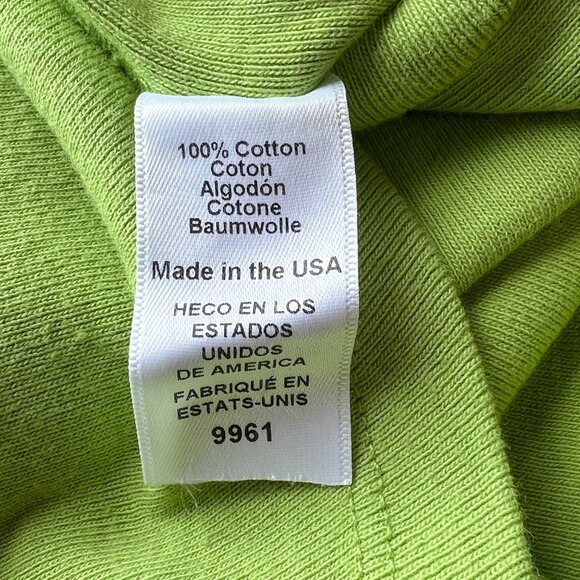 100% Cotton
Coton
Algodón
Cotone
Baumwolle
Made in the USA
HECO EN LOS
ESTADOS
UNIDOS
DE AMERICA
FABRIQUÉ EN
ESTATS-UNIS
9961